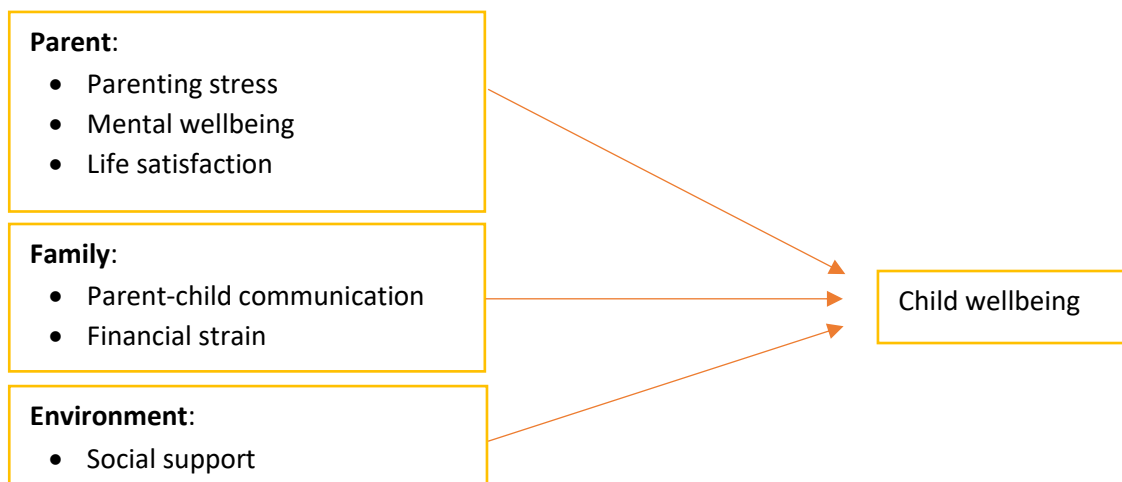 Parent:
• Parenting stress
• Mental wellbeing
• Life satisfaction
Family:
• Parent-child communication
• Financial strain
Environment:
• Social support
Child wellbeing